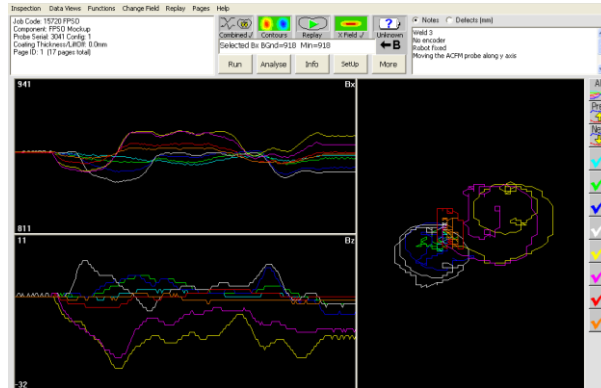 Inspection Data Views Functions Change Field Replay Pages Help
Job Code: 15720 FPSO
Component: FPSO Mockup
Probe Serial: 3041 Config: 1
Coating Thickness/LiftOff: 0.0mm
Page ID: 1 (17 pages total)
Combined √ Contours Replay X Field √ Unknown
Selected Bx BGnd=918 Min=918
B
Run Analyse Info SetUp More
Notes Defects (mm)
Weld 3
No encoder
Robot fixed
Moving the ACFM probe along y axis
941
Bx
811
11
Bz
-32